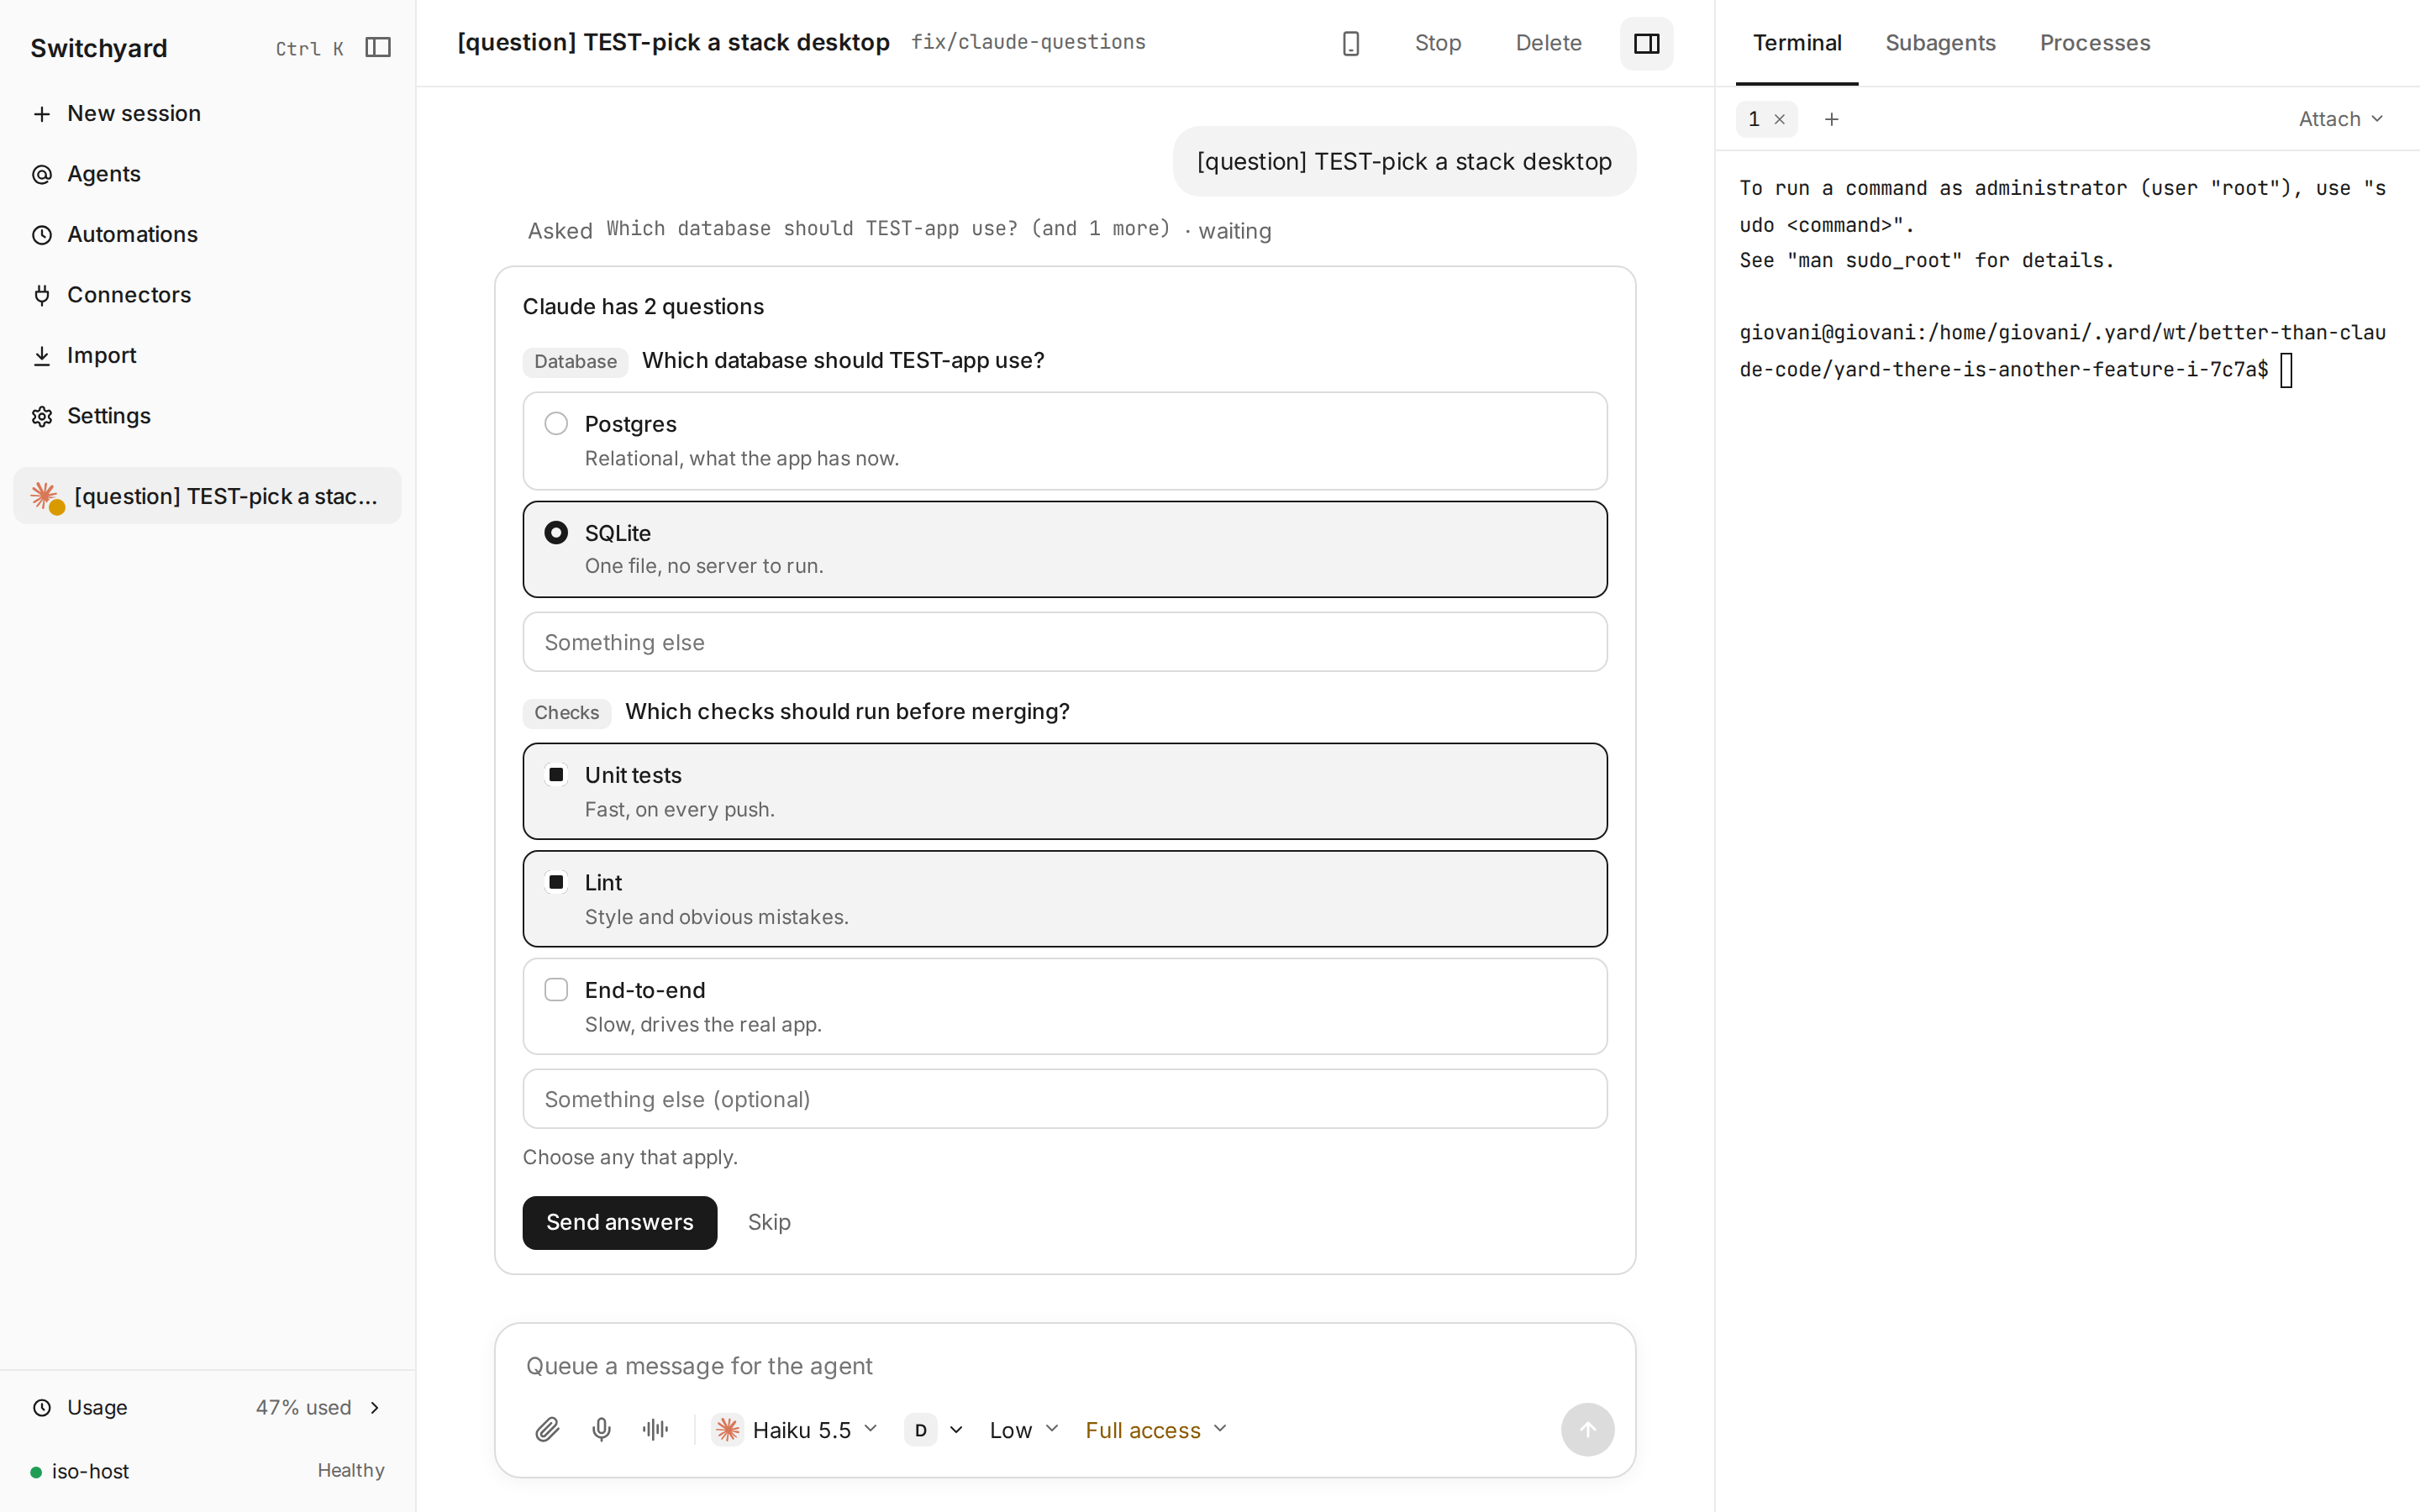 Switchyard
Ctrl K
New session
Agents
Automations
Connectors
Import
Settings
[question] TEST-pick a stac...
Usage
47% used
iso-host
Healthy
[question] TEST-pick a stack desktop
fix/claude-questions
Stop
Delete
[question] TEST-pick a stack desktop
Asked Which database should TEST-app use? (and 1 more) · waiting
Claude has 2 questions
Database Which database should TEST-app use?
Postgres
Relational, what the app has now.
SQLite
One file, no server to run.
Something else
Checks Which checks should run before merging?
Unit tests
Fast, on every push.
Lint
Style and obvious mistakes.
End-to-end
Slow, drives the real app.
Something else (optional)
Choose any that apply.
Send answers
Skip
Queue a message for the agent
Haiku 5.5
D
Low
Full access
Terminal
Subagents
Processes
1
Attach
To run a command as administrator (user "root"), use "s
udo <command>".
See "man sudo_root" for details.
giovani@giovani:/home/giovani/.yard/wt/better-than-clau
de-code/yard-there-is-another-feature-i-7c7a$